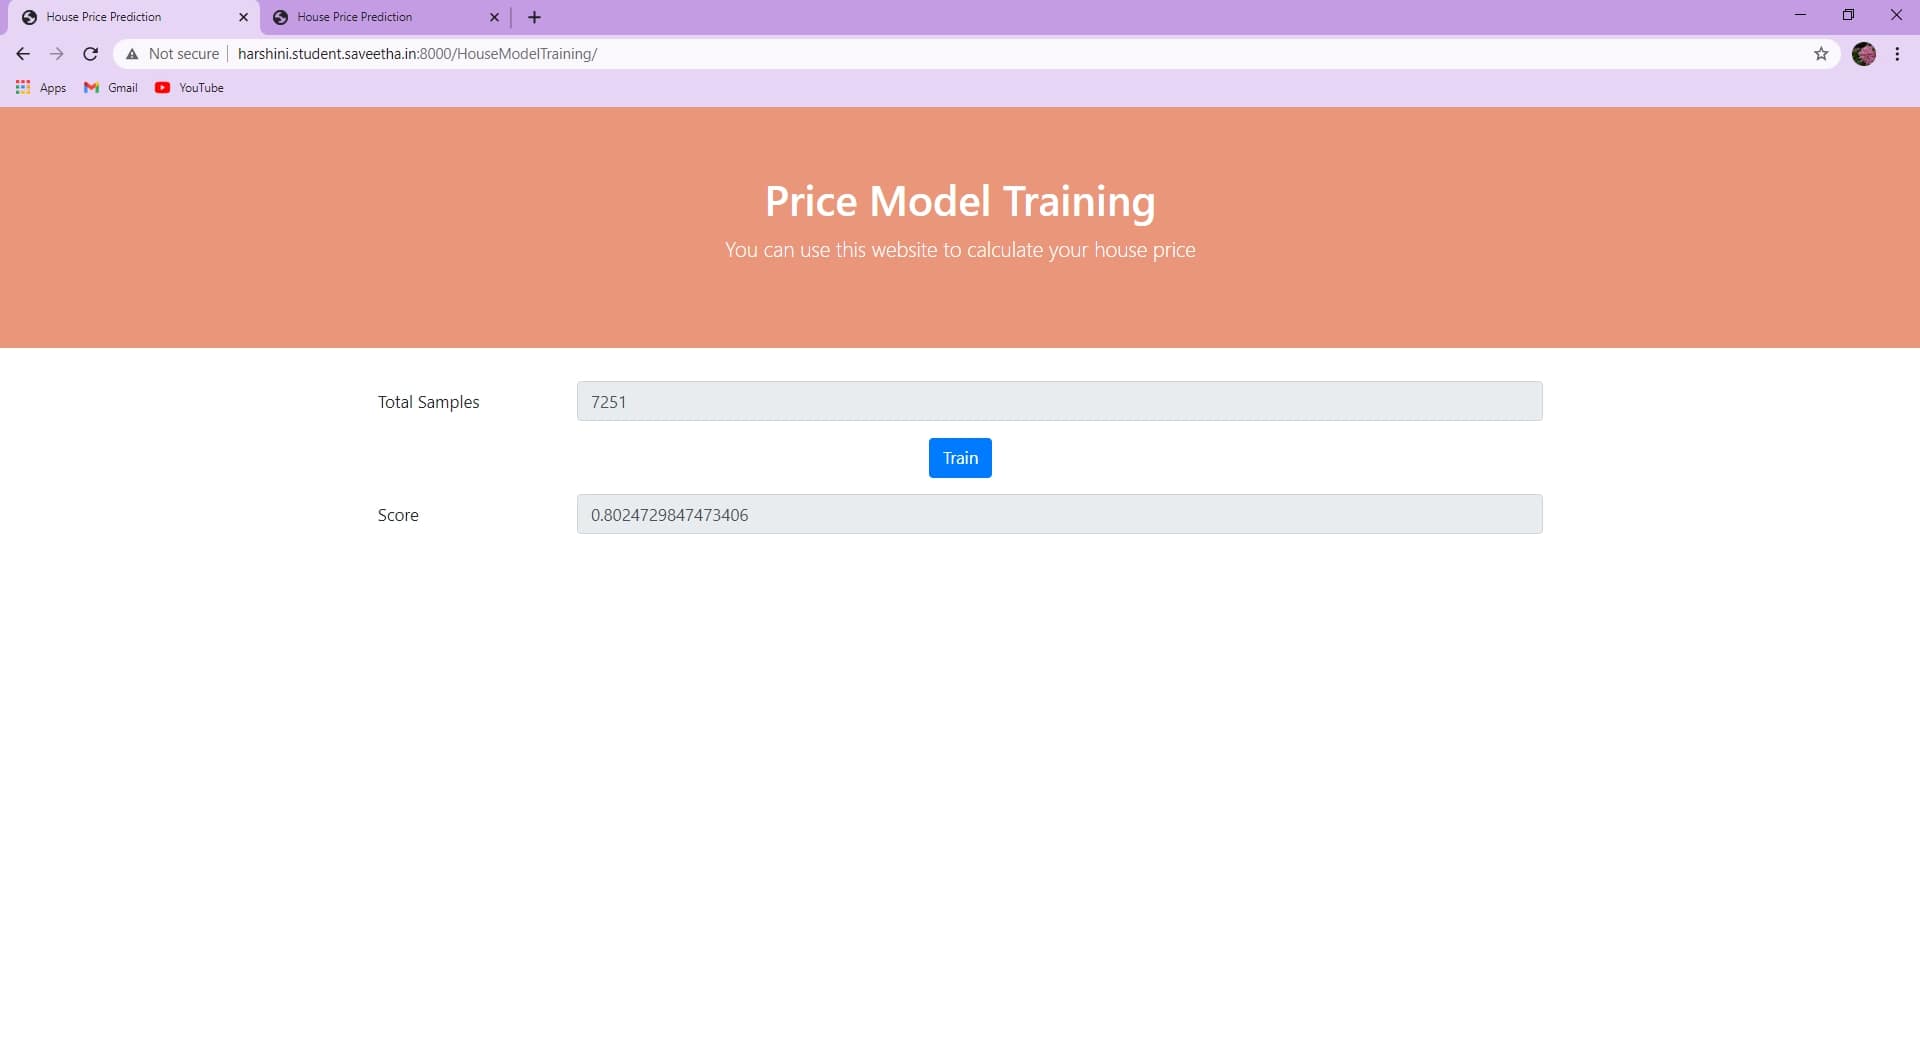 House Price Prediction
House Price Prediction
Not secure
harshini.student.saveetha.in:8000/HouseModelTraining/
Apps
Gmail
YouTube
Price Model Training
You can use this website to calculate your house price
Total Samples
7251
Train
Score
0.8024729847473406